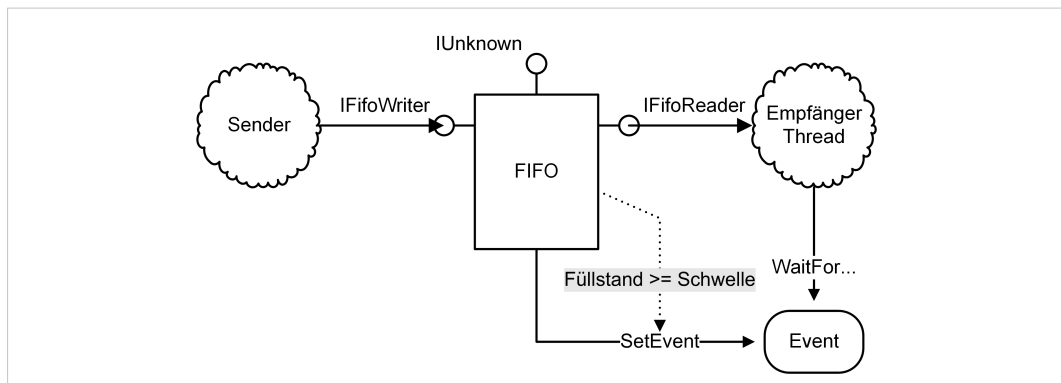 IUnknown
Sender
IFifoWriter
FIFO
IFifoReader
Empfänger
Thread
WaitFor...
Füllstand >= Schwelle
SetEvent
Event